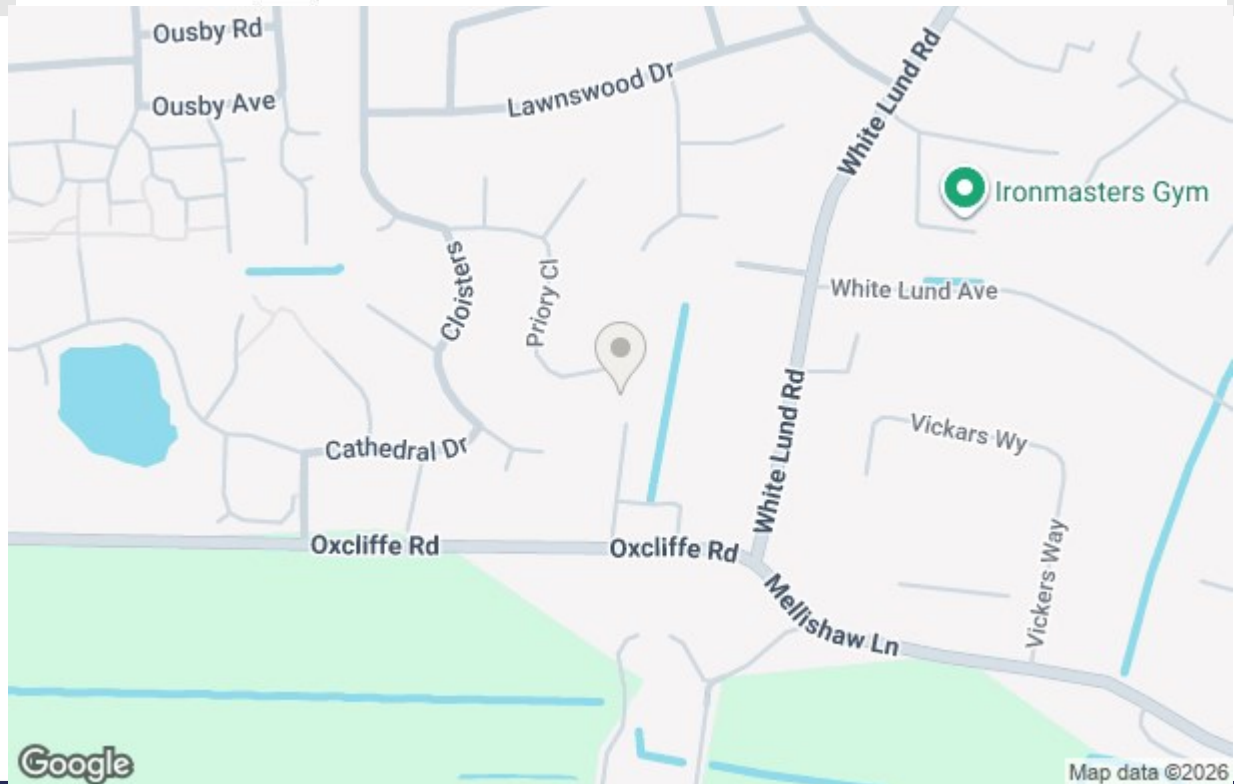 Ousby Rd
Ousby Ave
Lawnswood Dr
White Lund Rd
Ironmasters Gym
Cloisters
Priory Cl
White Lund Ave
White Lund Rd
Vickars Wy
Cathedral Dr
Oxcliffe Rd
Oxcliffe Rd
Mellishaw Ln
Vickers Way
Google
Map data ©2026